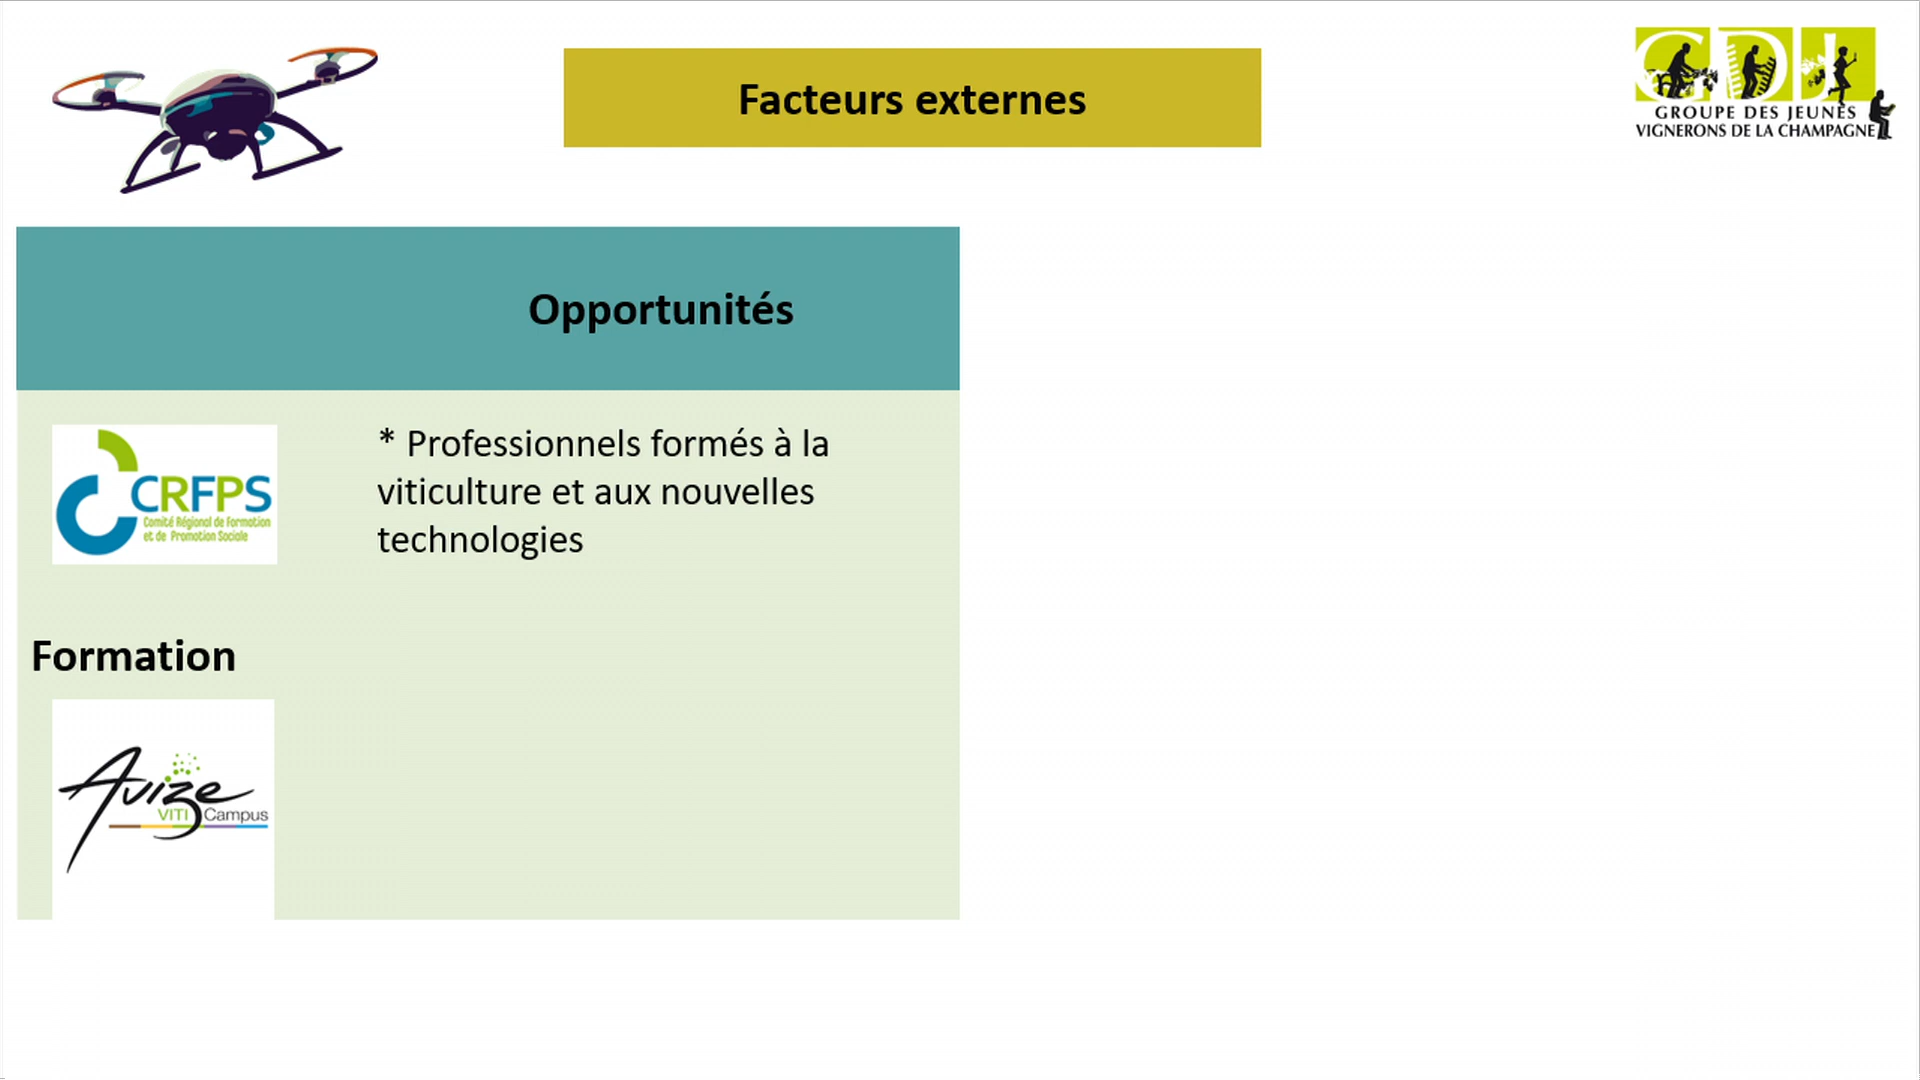 Facteurs externes
GDJ
GROUPE DES JEUNES
VIGNERONS DE LA CHAMPAGNE
Opportunités
CRFPS
Comité Régional de Formation
et de Promotion Sociale
* Professionnels formés à la
viticulture et aux nouvelles
technologies
Formation
Avize
VITI Campus